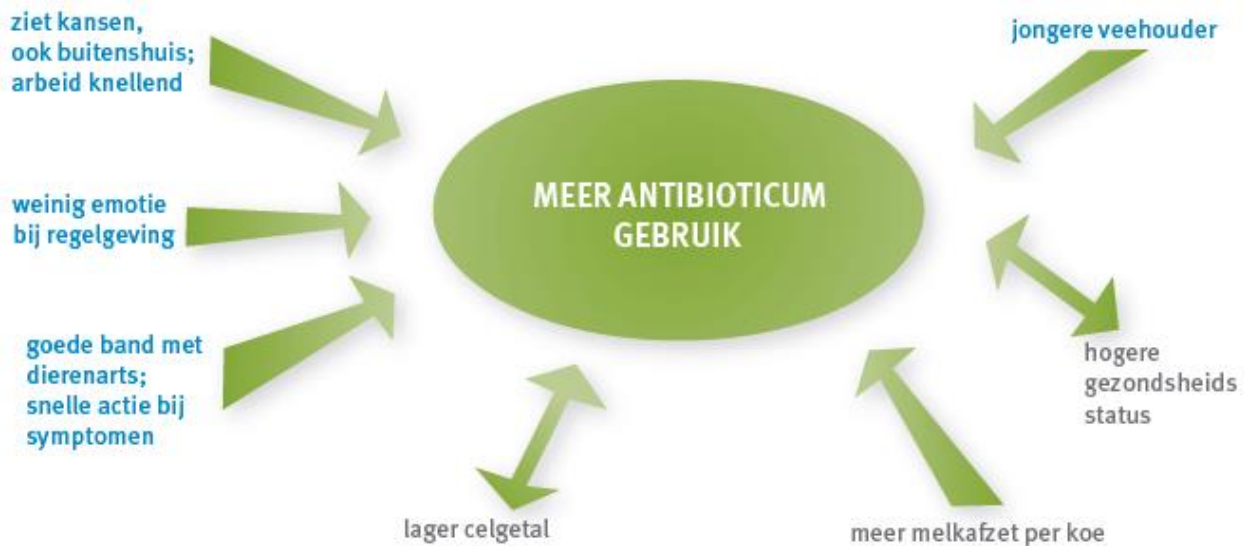 ziet kansen,
ook buitenshuis;
arbeid knellend
jongere veehouder
MEER ANTIBIOTICUM
GEBRUIK
weinig emotie
bij regelgeving
goede band met
dierenarts;
snelle actie bij
symptomen
hogere
gezondsheids
status
lager celgetal
meer melkafzet per koe